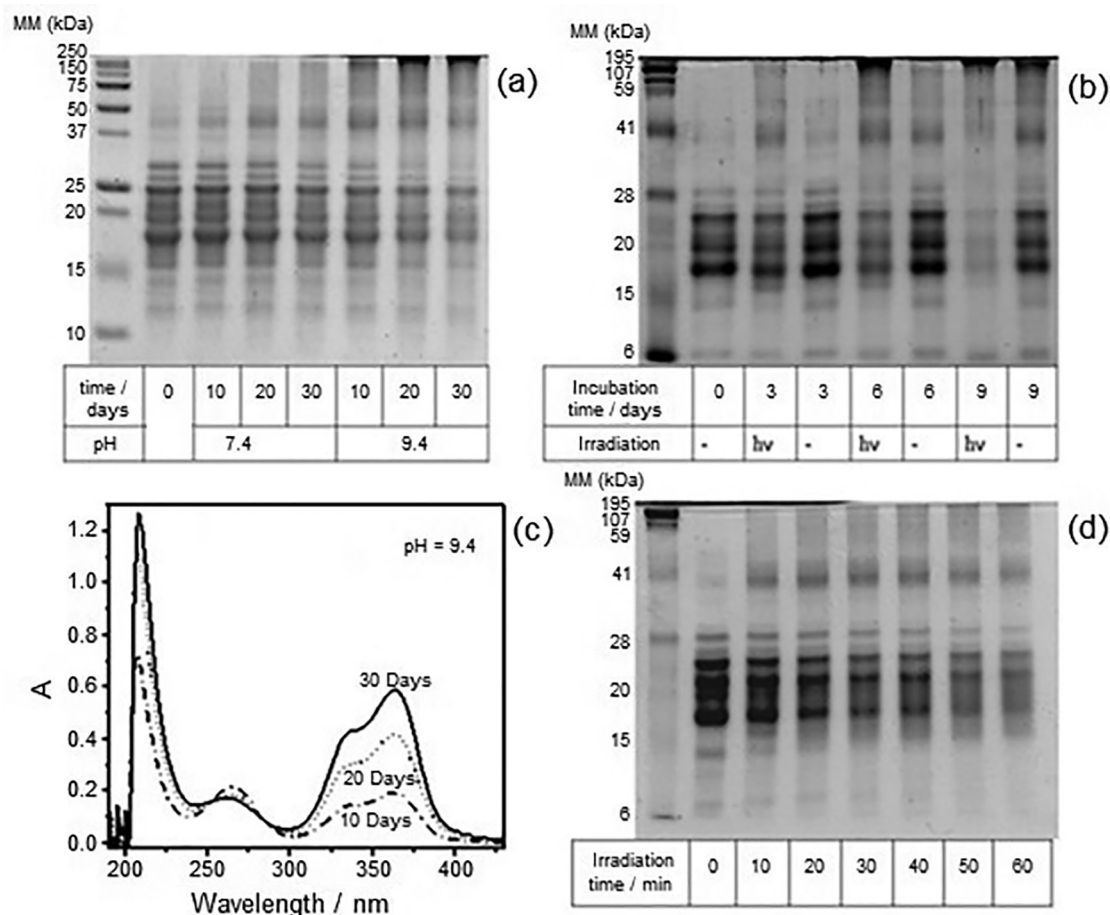 MM (kDa)
250
150
75
50
37
25
20
15
10
(a)
time / days 0 10 20 30 10 20 30
pH 7.4 9.4
MM (kDa)
195
107
59
41
28
20
15
6
(b)
Incubation time / days 0 3 3 6 6 9 9
Irradiation - hv - hv - hv -
(c)
pH = 9.4
A
1.2
1.0
0.8
0.6
0.4
0.2
0.0
30 Days
20 Days
10 Days
200 250 300 350 400
Wavelength / nm
MM (kDa)
195
107
59
41
28
20
15
6
(d)
Irradiation time / min 0 10 20 30 40 50 60